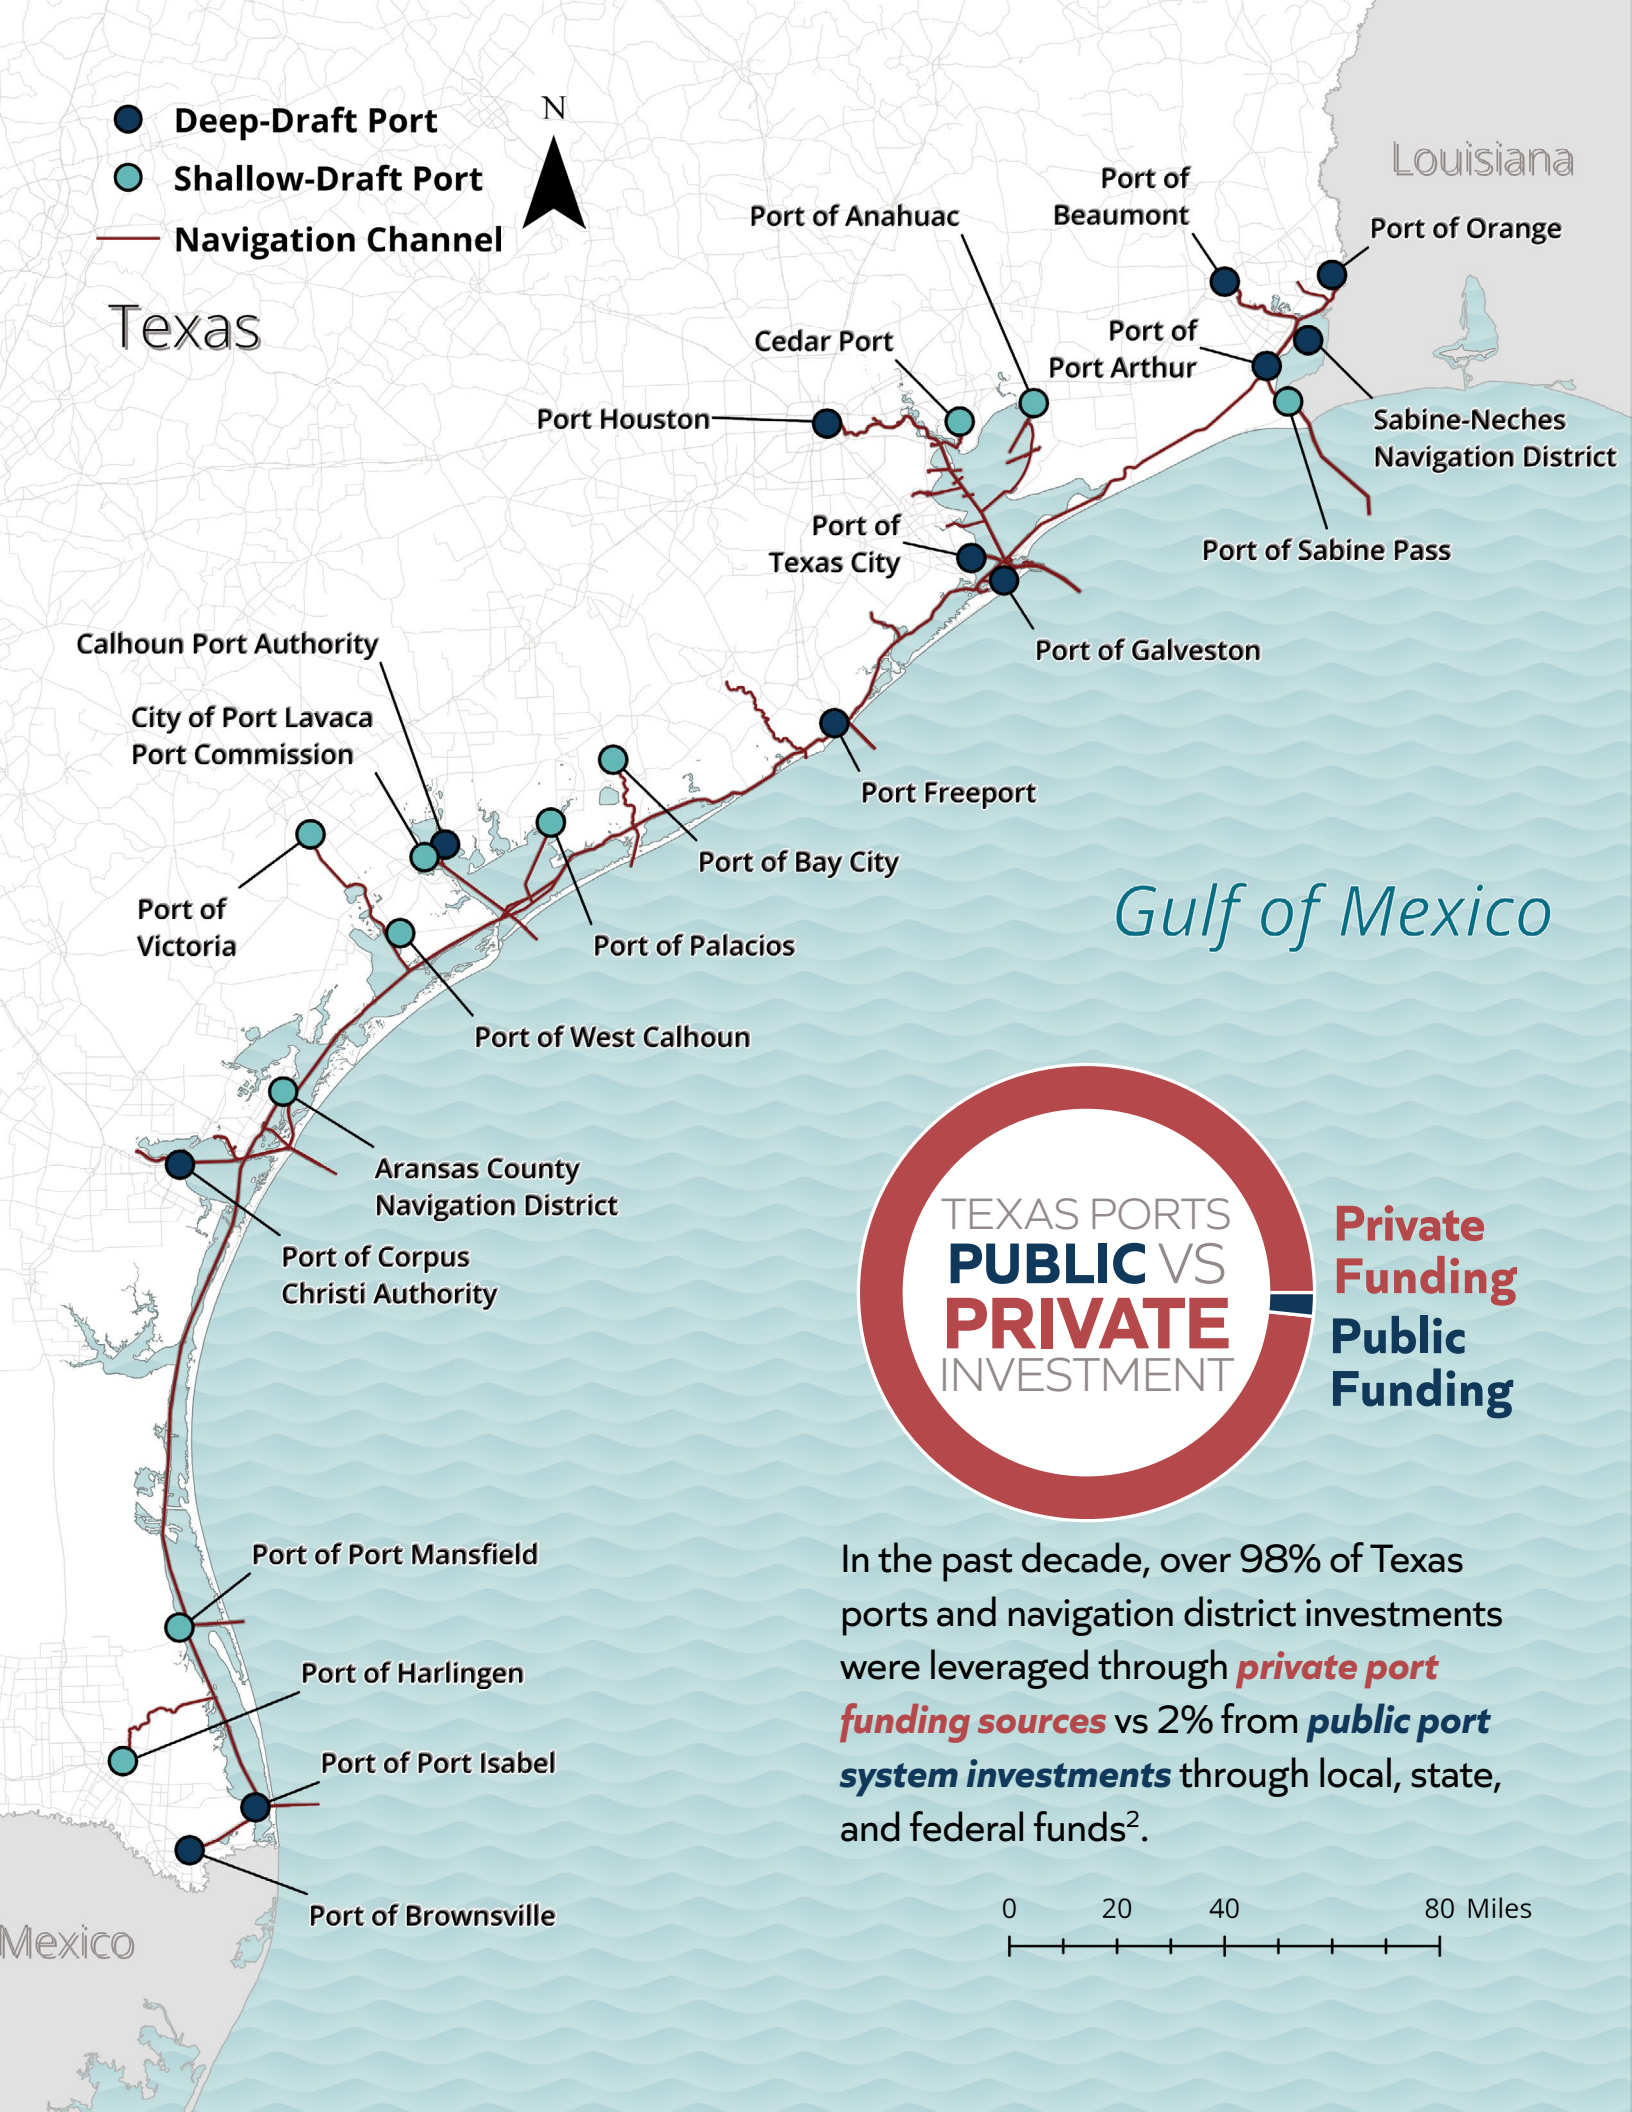 N
Deep-Draft Port
Shallow-Draft Port
Navigation Channel
Texas
Louisiana
Port of
Beaumont
Port of Anahuac
Port of Orange
Cedar Port
Port of
Port Arthur
Port Houston
Sabine-Neches
Navigation District
Port of
Texas City
Port of Sabine Pass
Calhoun Port Authority
Port of Galveston
City of Port Lavaca
Port Commission
Port Freeport
Port of Bay City
Port of
Victoria
Port of Palacios
Gulf of Mexico
Port of West Calhoun
Aransas County
Navigation District
Port of Corpus
Christi Authority
TEXAS PORTS
PUBLIC VS
PRIVATE
INVESTMENT
Private
Funding
Public
Funding
Port of Port Mansfield
Port of Harlingen
Port of Port Isabel
Port of Brownsville
Mexico
In the past decade, over 98% of Texas
ports and navigation district investments
were leveraged through private port
funding sources vs 2% from public port
system investments through local, state,
and federal funds².
0 20 40 80 Miles